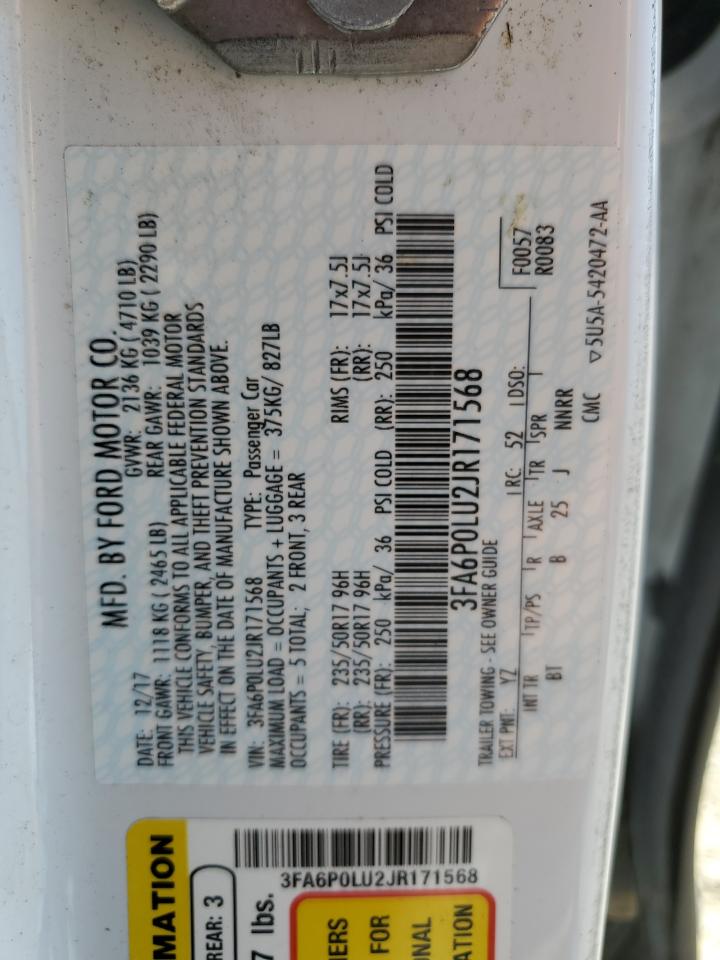 MFD. BY FORD MOTOR CO.
DATE: 12/17 GVWR: 2136 KG ( 4710 LB)
FRONT GAWR: 1118 KG ( 2465 LB) REAR GAWR: 1039 KG ( 2290 LB)
THIS VEHICLE CONFORMS TO ALL APPLICABLE FEDERAL MOTOR
VEHICLE SAFETY, BUMPER, AND THEFT PREVENTION STANDARDS
IN EFFECT ON THE DATE OF MANUFACTURE SHOWN ABOVE.
VIN: 3FA6P0LU2JR171568 TYPE: Passenger Car
MAXIMUM LOAD = OCCUPANTS + LUGGAGE = 375KG/ 827LB
OCCUPANTS = 5 TOTAL; 2 FRONT, 3 REAR
TIRE (FR): 235/50R17 96H RIMS (FR): 17x7.5J
(RR): 235/50R17 96H (RR): 17x7.5J
PRESSURE (FR): 250 kPa/ 36 PSI COLD (RR): 250 kPa/ 36 PSI COLD
3FA6P0LU2JR171568
TRAILER TOWING - SEE OWNER GUIDE F0057
EXT PNT: YZ RC: 52 DSO: R0083
INT TR TP/PS R AXLE TR SPR
BT B 25 J NNRR
CMC ▽5U5A-5420472-AA
MATION
REAR: 3
7 lbs.
3FA6P0LU2JR171568
ERS
FOR
ONAL
ATION